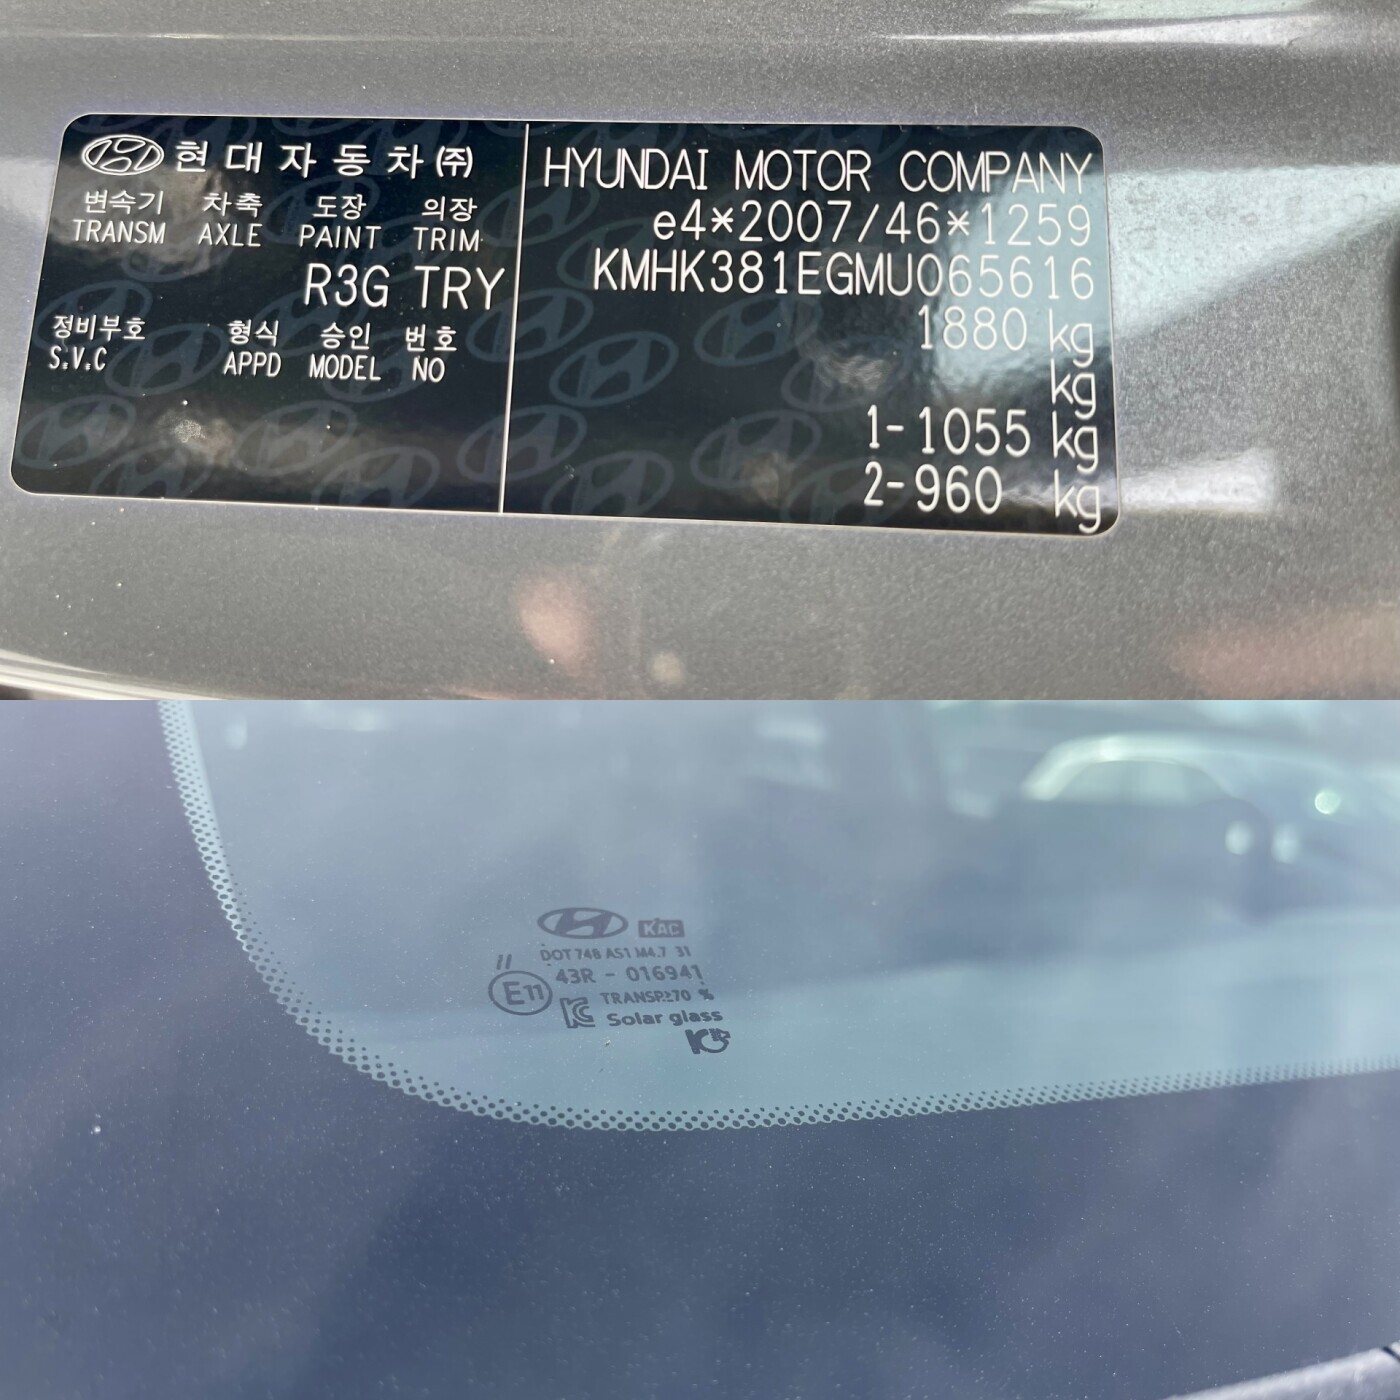 현대자동차(주)
변속기 차축 도장 의장
TRANSM AXLE PAINT TRIM
R3G TRY
정비부호 형식 승인 번호
S.V.C APPD MODEL NO
HYUNDAI MOTOR COMPANY
e4*2007/46*1259
KMHK381EGMU065616
1880 kg
kg
1-1055 kg
2-960 kg
KAC
DOT 748 AS1 M4.7 31
II 43R - 016941
E11 TRANSP≥70 %
Solar glass